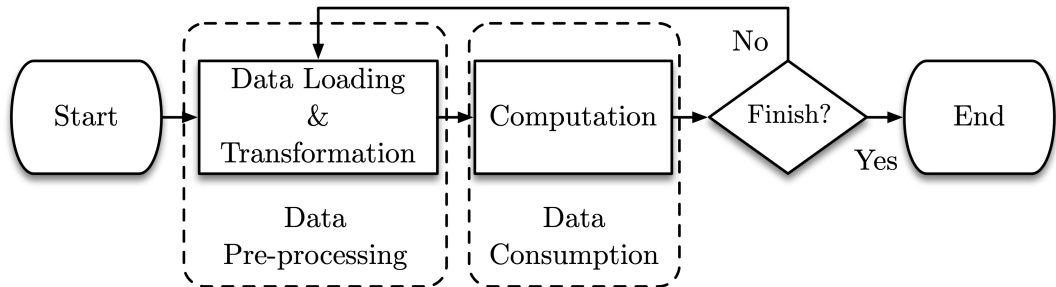 Start
Data Loading
&
Transformation
Data
Pre-processing
Computation
Data
Consumption
No
Finish?
Yes
End